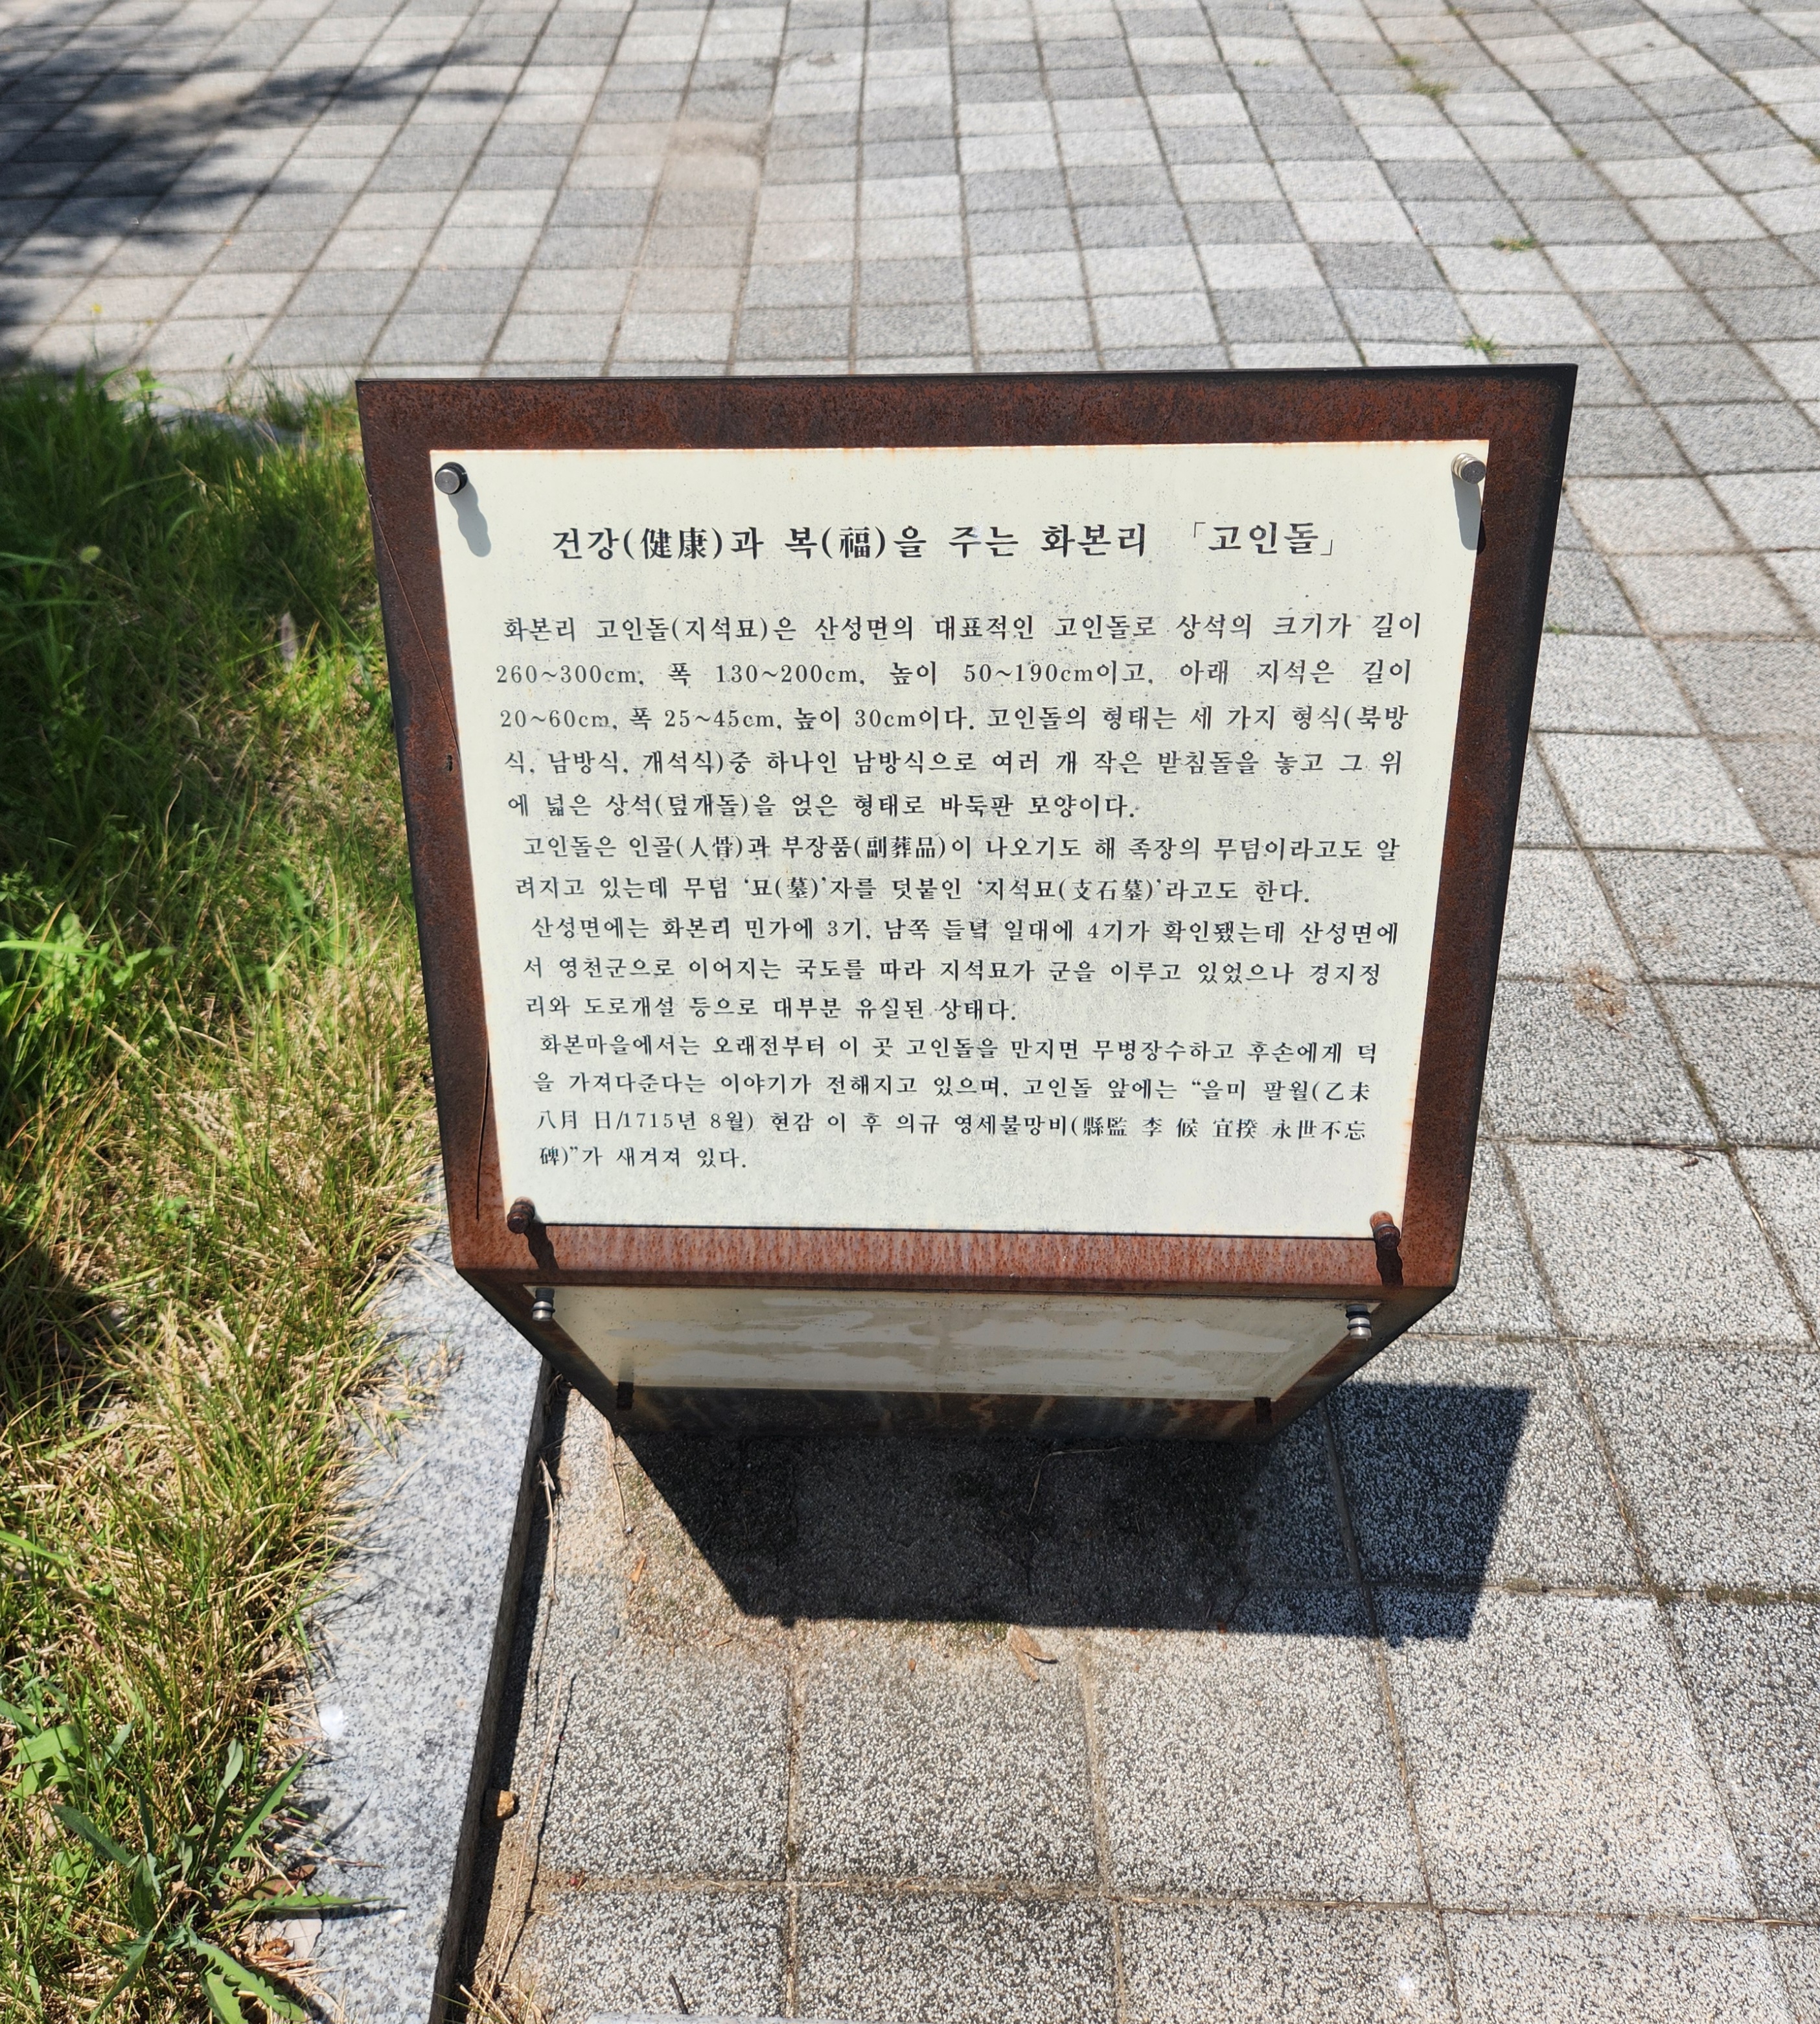 건강(健康)과 복(福)을 주는 화본리 「고인돌」
화본리 고인돌(지석묘)은 산성면의 대표적인 고인돌로 상석의 크기가 길이
260~300cm, 폭 130~200cm, 높이 50~190cm이고, 아래 지석은 길이
20~60cm, 폭 25~45cm, 높이 30cm이다. 고인돌의 형태는 세 가지 형식(북방
식, 남방식, 개석식)중 하나인 남방식으로 여러 개 작은 받침돌을 놓고 그 위
에 넓은 상석(덮개돌)을 얹은 형태로 바둑판 모양이다.
고인돌은 인골(人骨)과 부장품(副葬品)이 나오기도 해 족장의 무덤이라고도 알
려지고 있는데 무덤 ‘묘(墓)’자를 덧붙인 ‘지석묘(支石墓)’라고도 한다.
산성면에는 화본리 민가에 3기, 남쪽 들녘 일대에 4기가 확인됐는데 산성면에
서 영천군으로 이어지는 국도를 따라 지석묘가 군을 이루고 있었으나 경지정
리와 도로개설 등으로 대부분 유실된 상태다.
화본마을에서는 오래전부터 이 곳 고인돌을 만지면 무병장수하고 후손에게 덕
을 가져다준다는 이야기가 전해지고 있으며, 고인돌 앞에는 “을미 팔월(乙未
八月 日/1715년 8월) 현감 이 후 의규 영세불망비(縣監 李 候 宜揆 永世不忘
碑)”가 새겨져 있다.